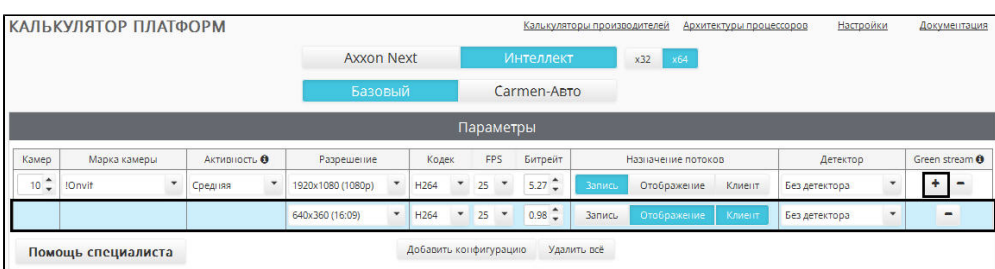 КАЛЬКУЛЯТОР ПЛАТФОРМ Калькуляторы производителей Архитектуры процессоров Настройки Документация
Axxon Next Интеллект x32 x64
Базовый Carmen-Авто
Параметры
Камер Марка камеры Активность Разрешение Кодек FPS Битрейт Назначение потоков Детектор Green stream
10 !Onvif Средняя 1920x1080 (1080p) H264 25 5.27 Запись Отображение Клиент Без детектора + -
640x360 (16:09) H264 25 0.98 Запись Отображение Клиент Без детектора -
Помощь специалиста Добавить конфигурацию Удалить всё